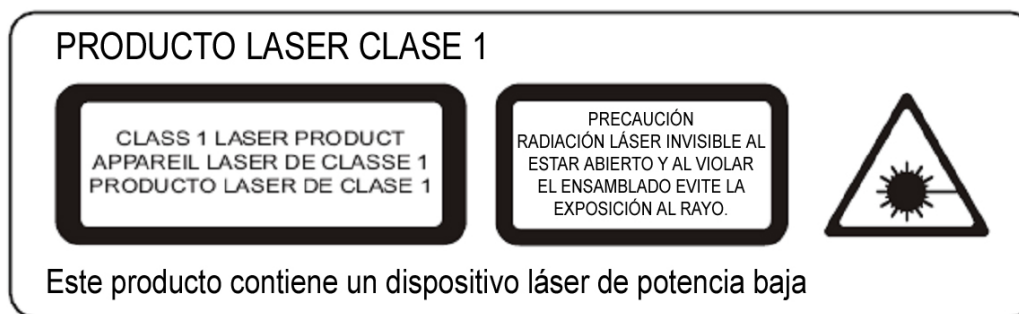 PRODUCTO LASER CLASE 1
CLASS 1 LASER PRODUCT
APPAREIL LASER DE CLASSE 1
PRODUCTO LASER DE CLASE 1
PRECAUCIÓN
RADIACIÓN LÁSER INVISIBLE AL
ESTAR ABIERTO Y AL VIOLAR
EL ENSAMBLADO EVITE LA
EXPOSICIÓN AL RAYO.
Este producto contiene un dispositivo láser de potencia baja